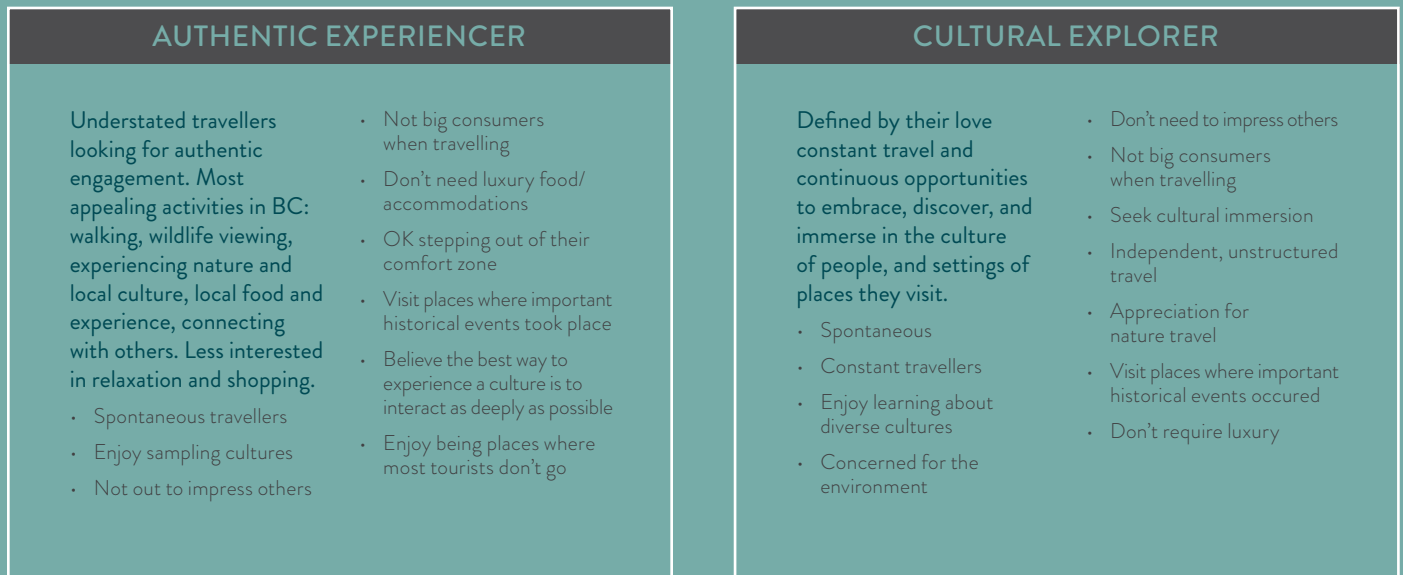 AUTHENTIC EXPERIENCER
Understated travellers
looking for authentic
engagement. Most
appealing activities in BC:
walking, wildlife viewing,
experiencing nature and
local culture, local food and
experience, connecting
with others. Less interested
in relaxation and shopping.
• Spontaneous travellers
• Enjoy sampling cultures
• Not out to impress others
• Not big consumers
when travelling
• Don't need luxury food/
accommodations
• OK stepping out of their
comfort zone
• Visit places where important
historical events took place
• Believe the best way to
experience a culture is to
interact as deeply as possible
• Enjoy being places where
most tourists don't go
CULTURAL EXPLORER
Defined by their love
constant travel and
continuous opportunities
to embrace, discover, and
immerse in the culture
of people, and settings of
places they visit.
• Spontaneous
• Constant travellers
• Enjoy learning about
diverse cultures
• Concerned for the
environment
• Don't need to impress others
• Not big consumers
when travelling
• Seek cultural immersion
• Independent, unstructured
travel
• Appreciation for
nature travel
• Visit places where important
historical events occured
• Don't require luxury